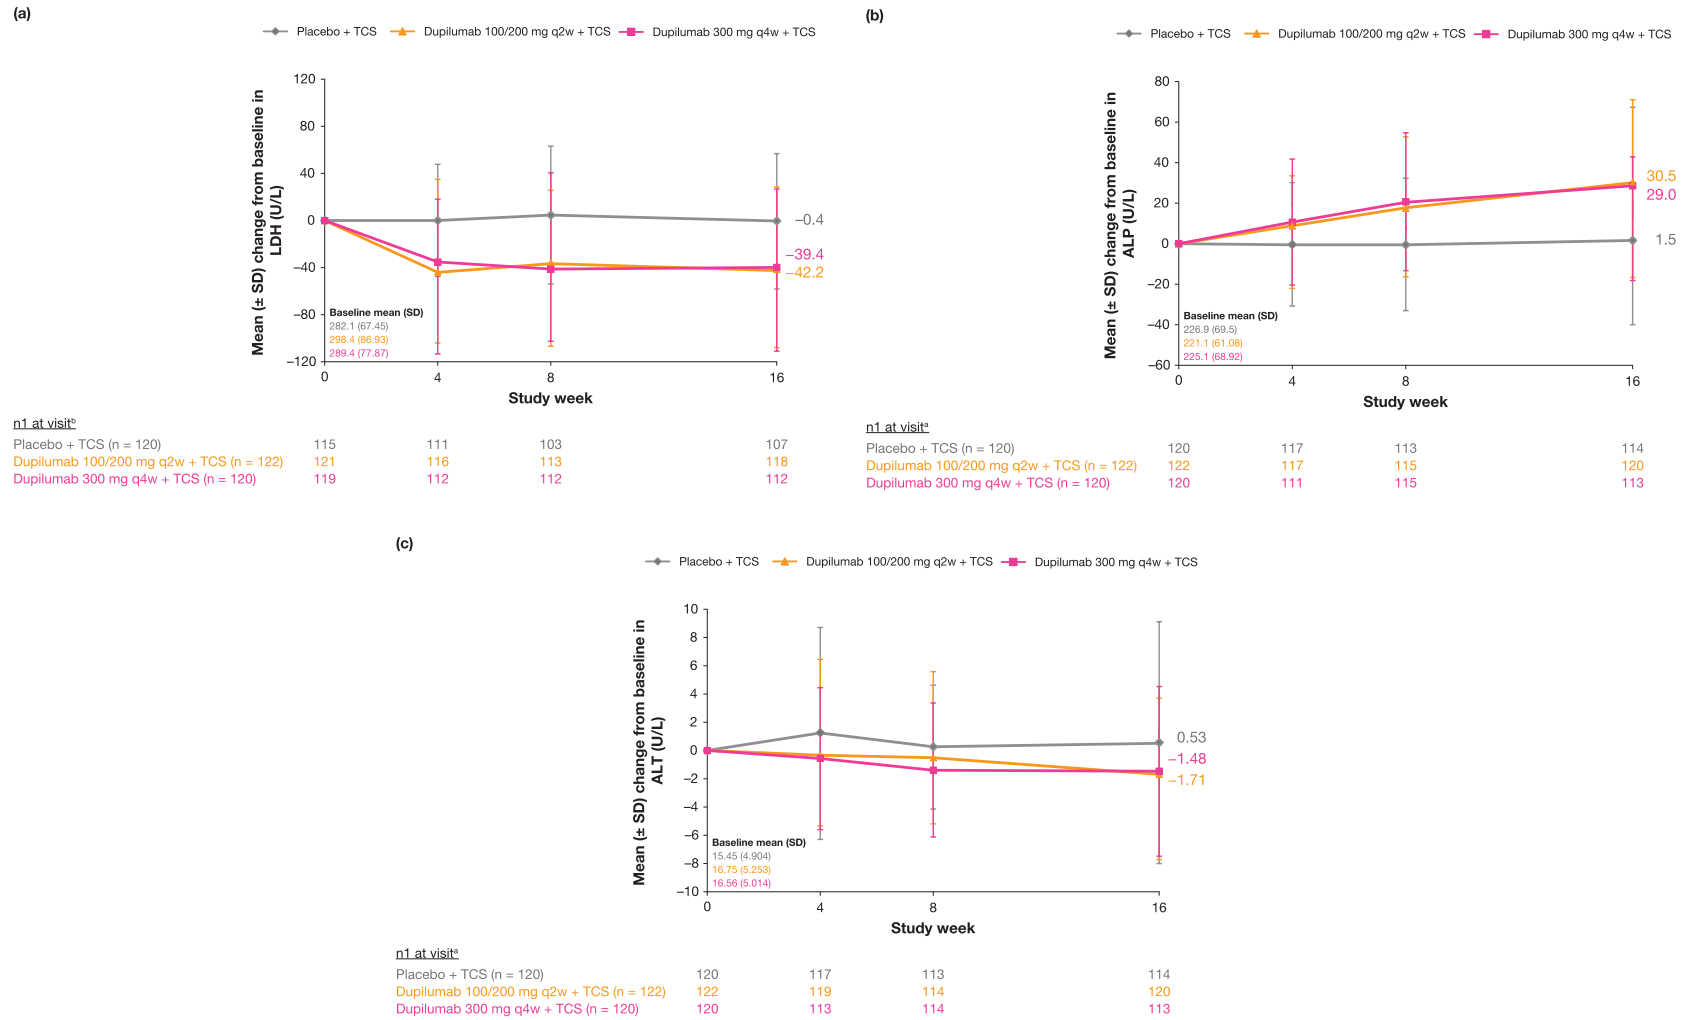 (a)
Placebo + TCS Dupilumab 100/200 mg q2w + TCS Dupilumab 300 mg q4w + TCS
Mean (± SD) change from baseline in
LDH (U/L)
120
80
40
0
−40
−80
−120
−0.4
−39.4
−42.2
Baseline mean (SD)
282.1 (67.45)
298.4 (86.93)
289.4 (77.87)
0 4 8 16
Study week
n1 at visitᵇ
Placebo + TCS (n = 120) 115 111 103 107
Dupilumab 100/200 mg q2w + TCS (n = 122) 121 116 113 118
Dupilumab 300 mg q4w + TCS (n = 120) 119 112 112 112
(b)
Placebo + TCS Dupilumab 100/200 mg q2w + TCS Dupilumab 300 mg q4w + TCS
Mean (± SD) change from baseline in
ALP (U/L)
80
60
40
20
0
−20
−40
−60
30.5
29.0
1.5
Baseline mean (SD)
226.9 (69.5)
221.1 (61.08)
225.1 (68.92)
0 4 8 16
Study week
n1 at visitᵃ
Placebo + TCS (n = 120) 120 117 113 114
Dupilumab 100/200 mg q2w + TCS (n = 122) 122 117 115 120
Dupilumab 300 mg q4w + TCS (n = 120) 120 111 115 113
(c)
Placebo + TCS Dupilumab 100/200 mg q2w + TCS Dupilumab 300 mg q4w + TCS
Mean (± SD) change from baseline in
ALT (U/L)
10
8
6
4
2
0
−2
−4
−6
−8
−10
0.53
−1.48
−1.71
Baseline mean (SD)
15.45 (4.904)
16.75 (5.253)
16.56 (5.014)
0 4 8 16
Study week
n1 at visitᵃ
Placebo + TCS (n = 120) 120 117 113 114
Dupilumab 100/200 mg q2w + TCS (n = 122) 122 119 114 120
Dupilumab 300 mg q4w + TCS (n = 120) 120 113 114 113